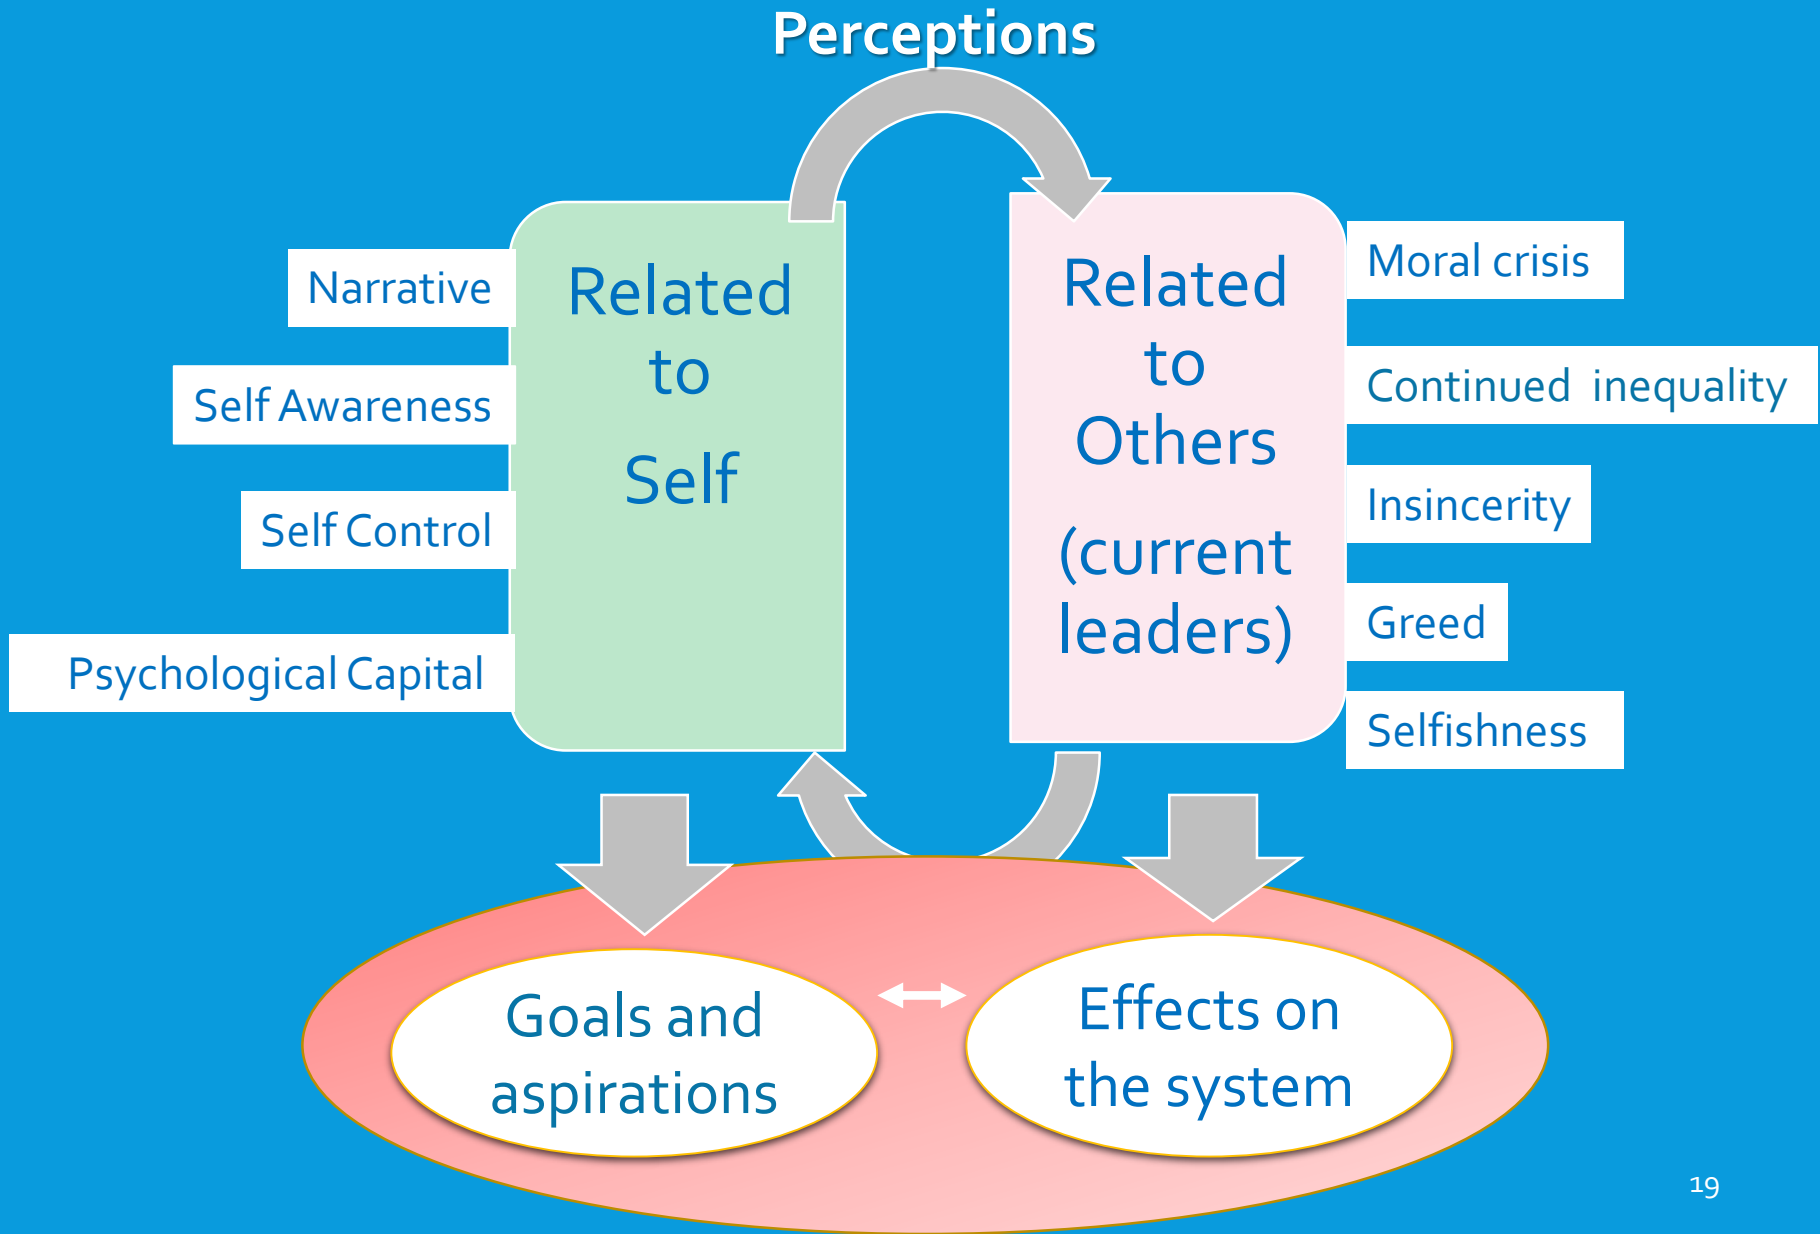 Perceptions
Narrative
Self Awareness
Self Control
Psychological Capital
Related
to
Self
Related
to
Others
(current
leaders)
Moral crisis
Continued  inequality
Insincerity
Greed
Selfishness
Goals and
aspirations
Effects on
the system
19